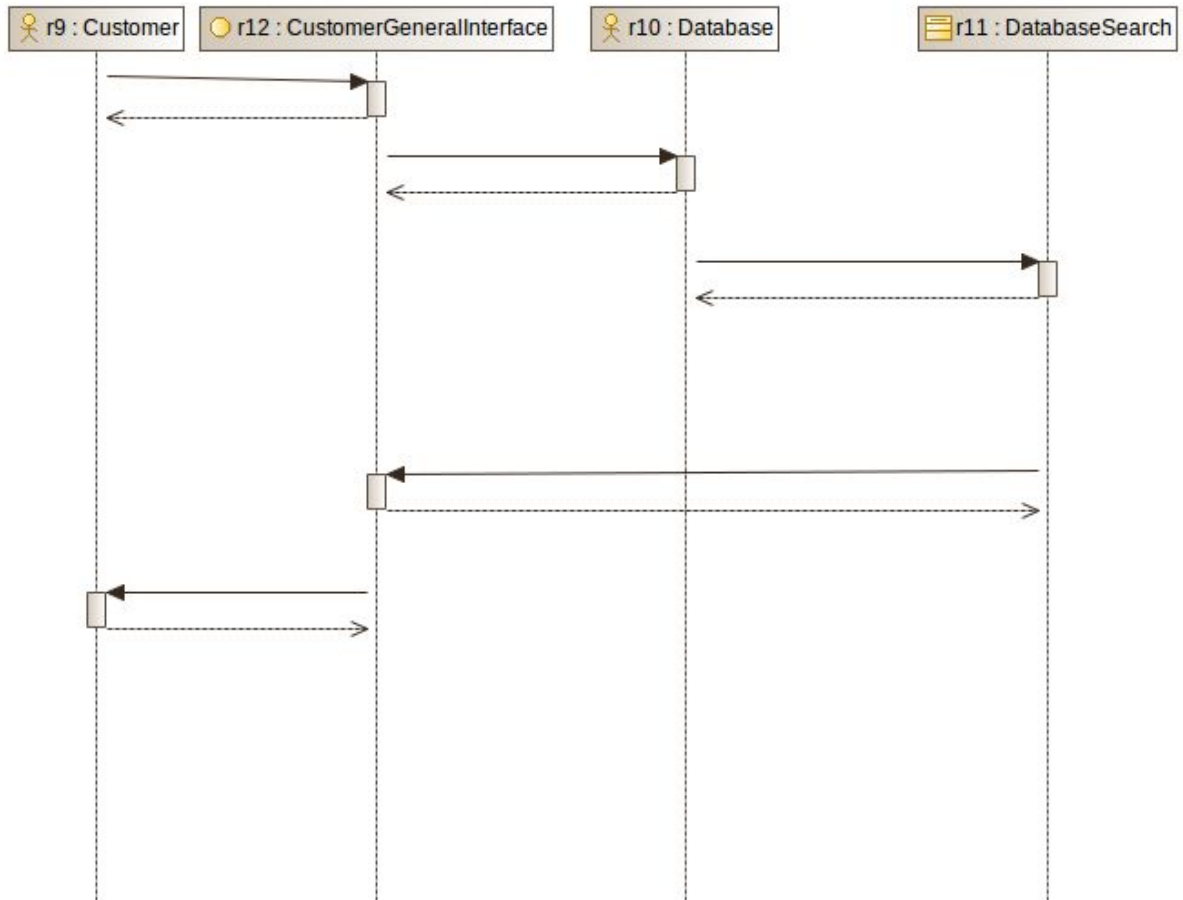 r9 : Customer
r12 : CustomerGeneralInterface
r10 : Database
r11 : DatabaseSearch